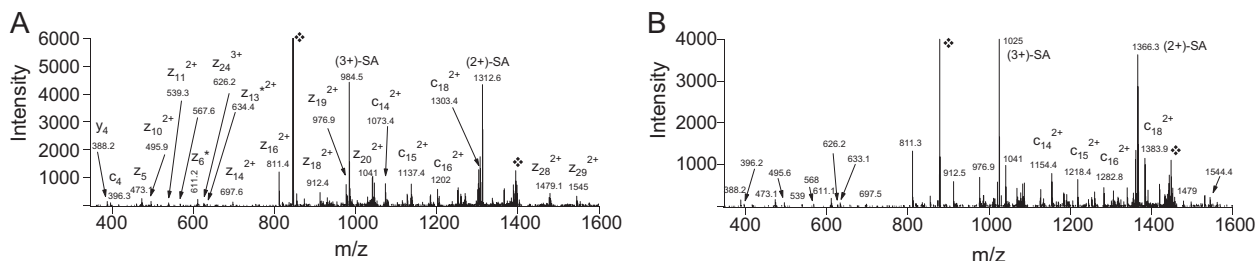 A
Intensity
6000
5000
4000
3000
2000
1000
y4
388.2
c4
396.3
z5
473.1
z10 2+
495.9
z11 2+
539.3
567.6
z6*
611.2
z24 3+
626.2
z13* 2+
634.4
z14 2+
697.6
z16 2+
811.4
❖
z18 2+
912.4
z19 2+
976.9
(3+)-SA
984.5
z20 2+
1041
c14 2+
1073.4
c15 2+
1137.4
c16 2+
1202
c18 2+
1303.4
(2+)-SA
1312.6
❖
z28 2+
1479.1
z29 2+
1545
400 600 800 1000 1200 1400 1600
m/z
B
Intensity
4000
3000
2000
1000
388.2
396.2
473.1
495.6
539
568
611.1
626.2
633.1
697.5
811.3
❖
912.5
976.9
1025
(3+)-SA
1041
c14 2+
1154.4
c15 2+
1218.4
c16 2+
1282.8
1366.3
(2+)-SA
c18 2+
1383.9
❖
1479
1544.4
400 600 800 1000 1200 1400 1600
m/z